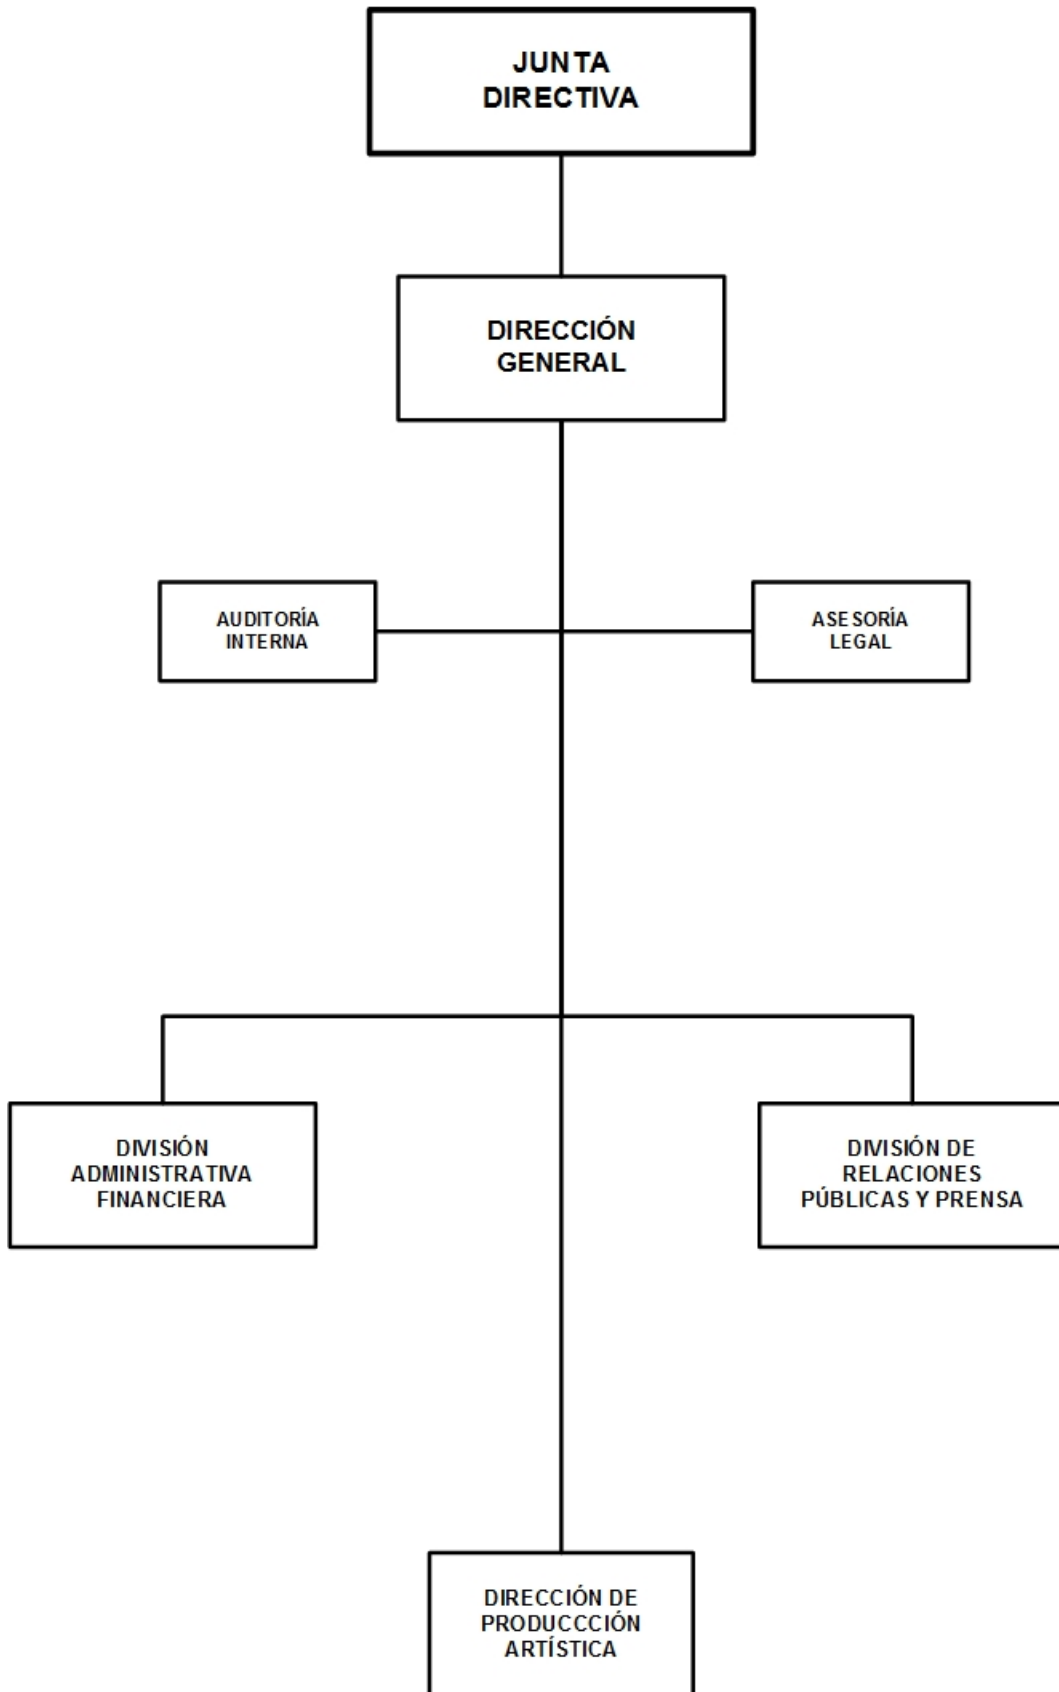 JUNTA
DIRECTIVA
DIRECCIÓN
GENERAL
AUDITORÍA
INTERNA
ASESORÍA
LEGAL
DIVISIÓN
ADMINISTRATIVA
FINANCIERA
DIVISIÓN DE
RELACIONES
PÚBLICAS Y PRENSA
DIRECCIÓN DE
PRODUCCCIÓN
ARTÍSTICA